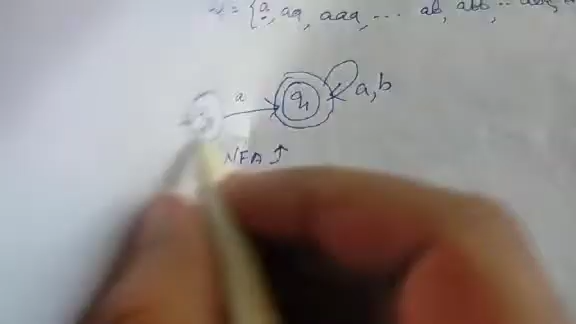 = {a, aa, aaa, ... ab, abb, ..
a
q1
a, b
NFA ↑